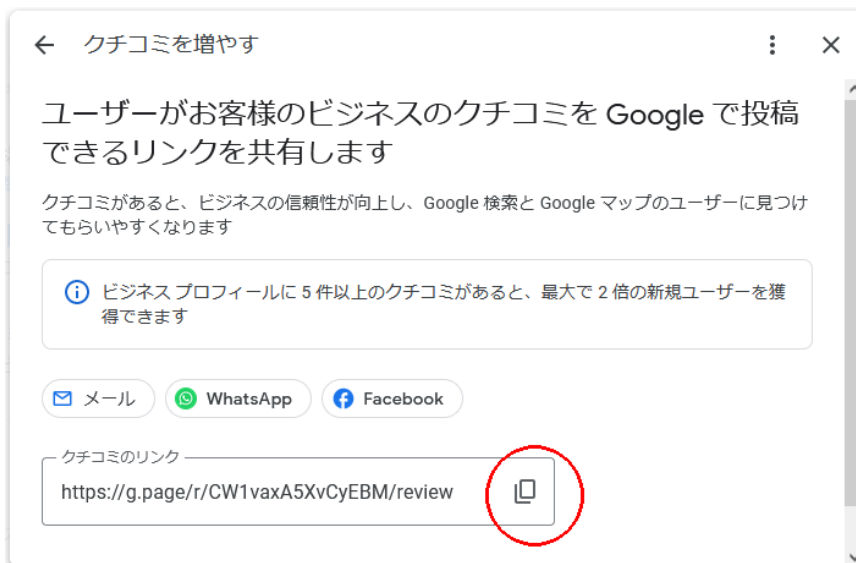 クチコミを増やす
ユーザーがお客様のビジネスのクチコミを Google で投稿
できるリンクを共有します
クチコミがあると、ビジネスの信頼性が向上し、Google 検索と Google マップのユーザーに見つけ
てもらいやすくなります
ビジネス プロフィールに 5 件以上のクチコミがあると、最大で 2 倍の新規ユーザーを獲
得できます
メール WhatsApp Facebook
クチコミのリンク
https://g.page/r/CW1vaxA5XvCyEBM/review